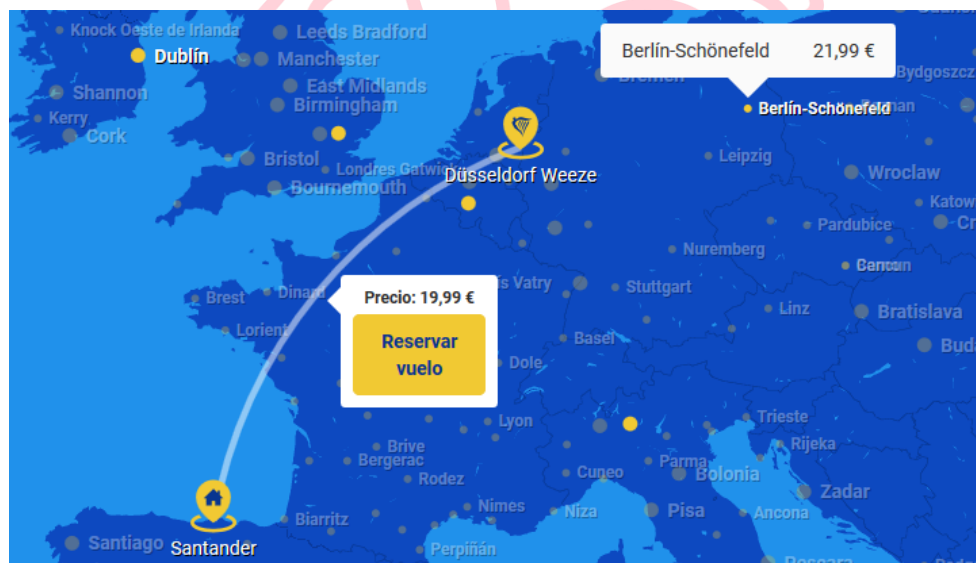 Knock Oeste de Irlanda
Leeds Bradford
Dublín
Manchester
Berlín-Schönefeld 21,99 €
Shannon
East Midlands
Birmingham
Bremen
Bydgoszcz
Kerry
Cork
Berlín-Schönefeld
Bristol
Londres Gatwick
Bournemouth
Düsseldorf Weeze
Leipzig
Wroclaw
Katow
Pardubice
Nuremberg
Brest
Dinard
Vatry
Stuttgart
Precio: 19,99 €
Linz
Bratislava
Lorient
Reservar
vuelo
Basel
Dole
Lyon
Trieste
Brive
Bergerac
Rijeka
Rodez
Cuneo
Parma
Bolonia
Zadar
Nimes
Niza
Pisa
Ancona
Biarritz
Santiago
Santander
Perpiñán